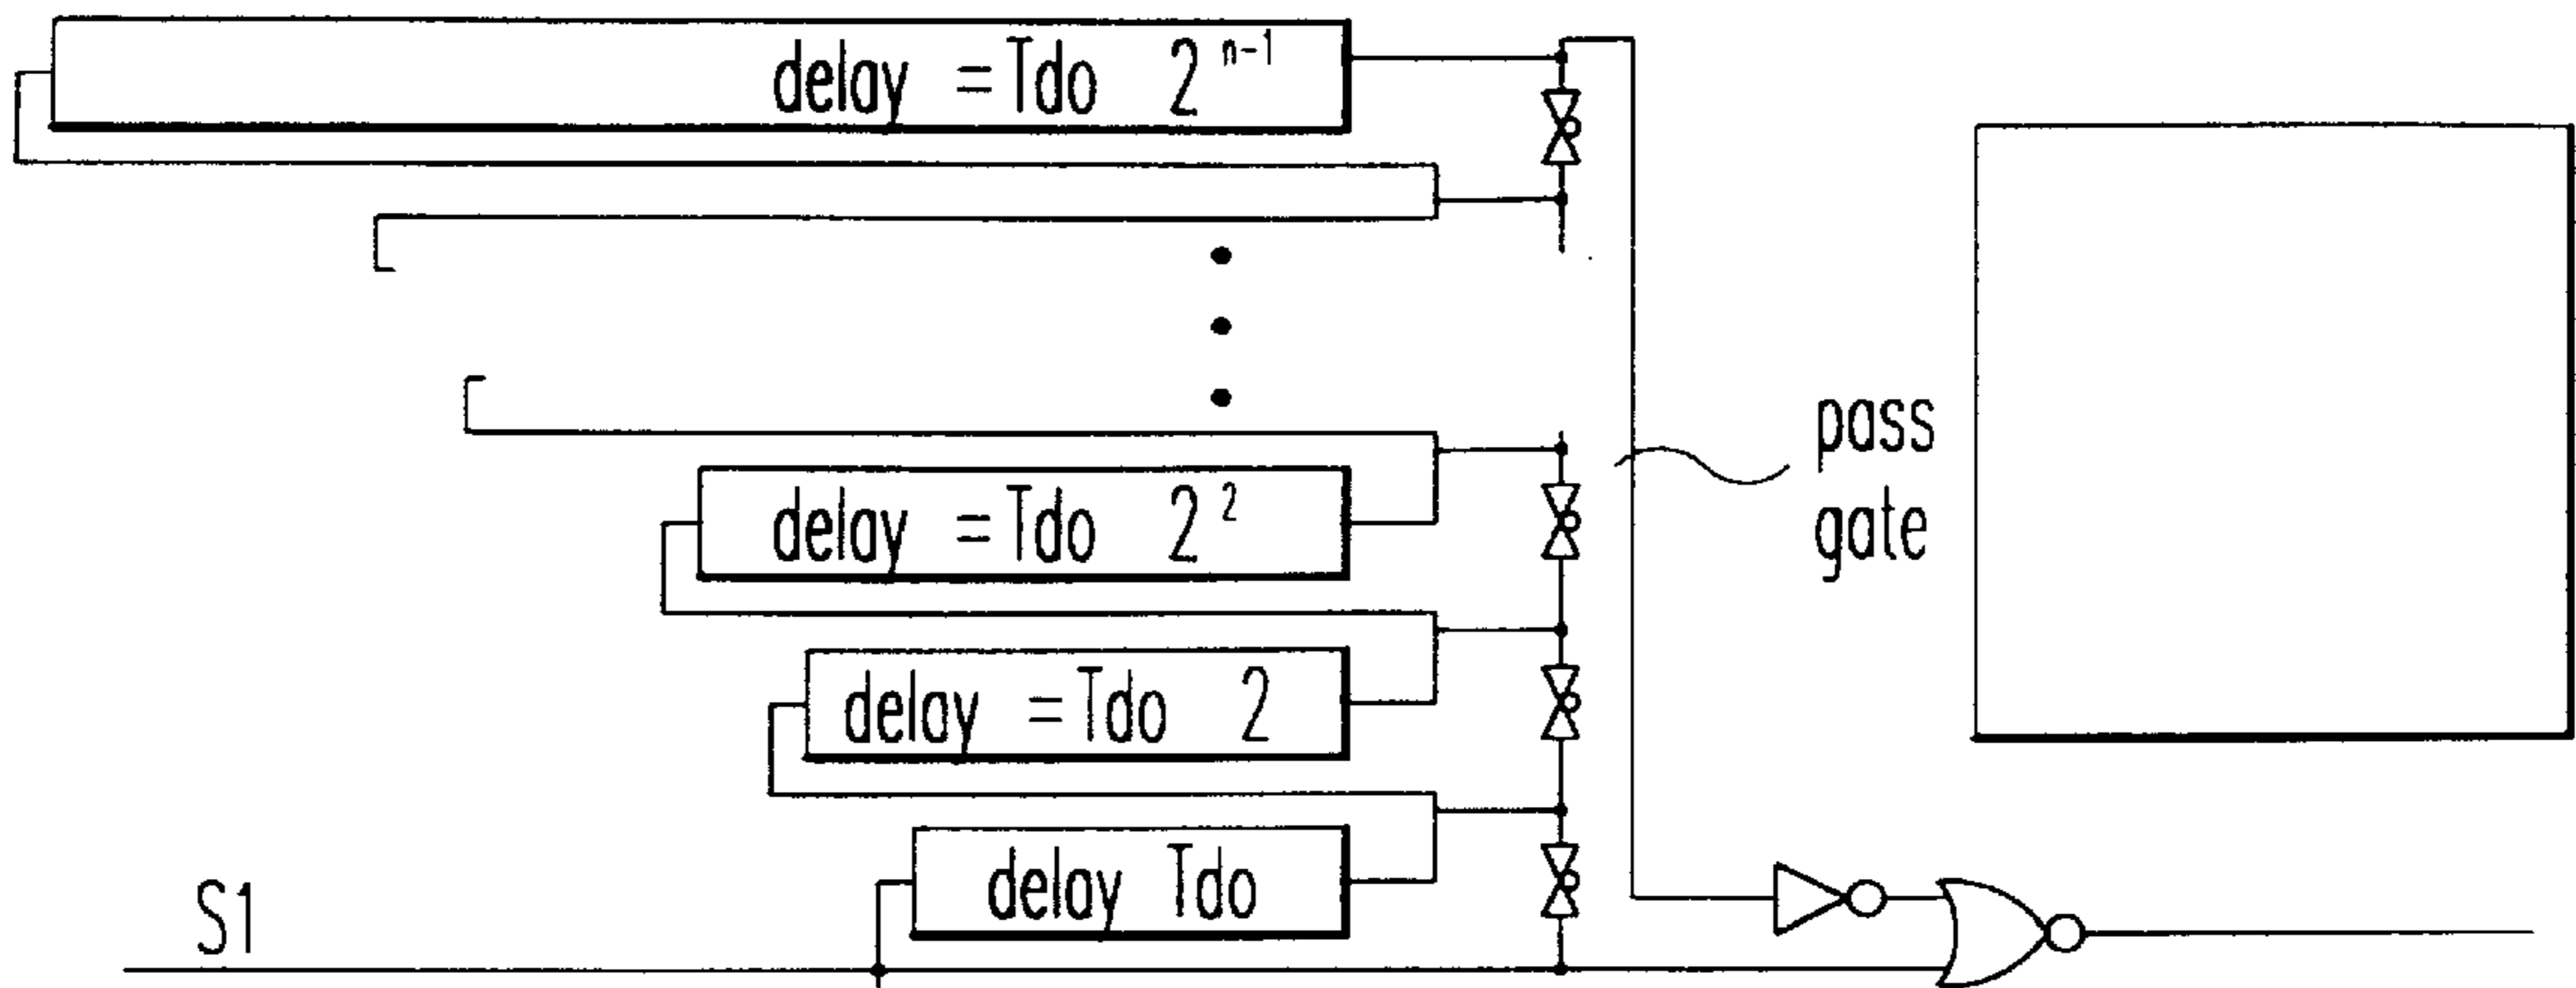 delay = Tdo 2^n-1
delay = Tdo 2^2
pass
gate
delay = Tdo 2
delay Tdo
S1